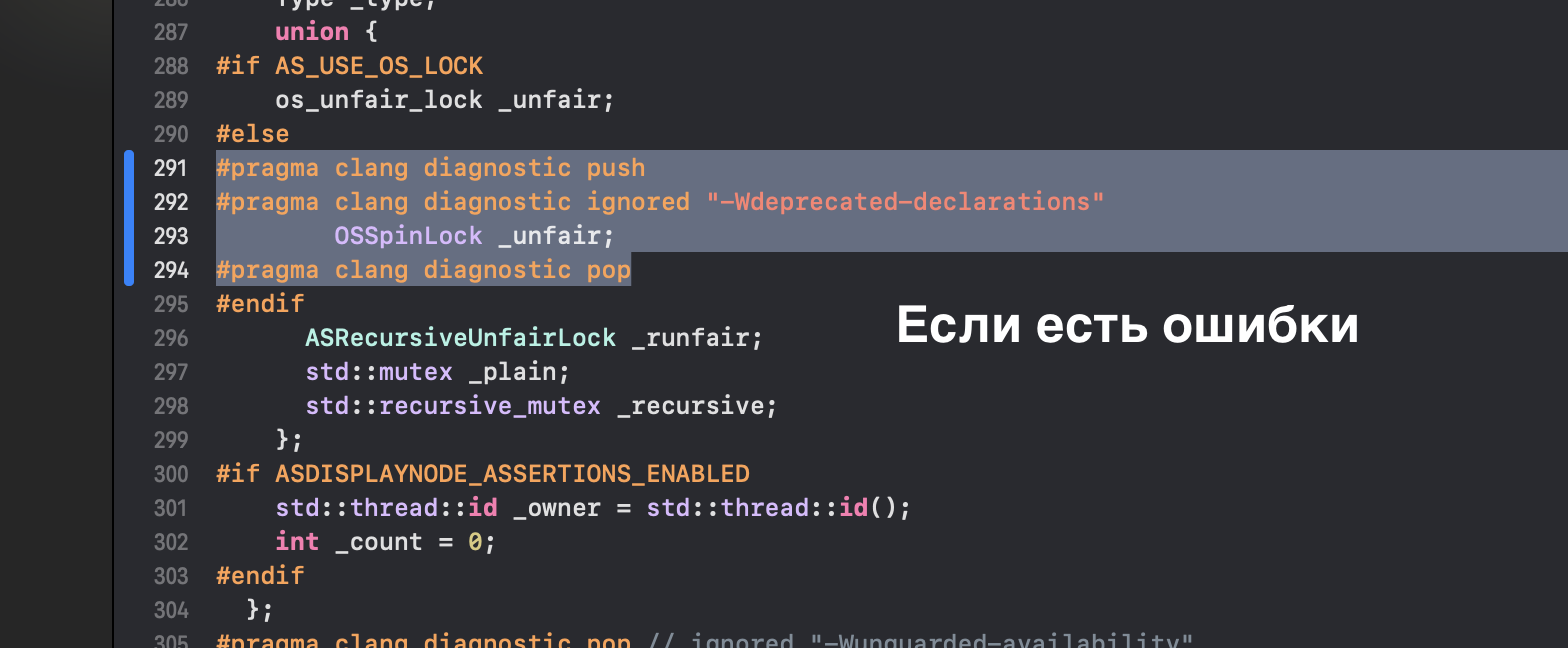 286 Type _type;
287 union {
288 #if AS_USE_OS_LOCK
289 os_unfair_lock _unfair;
290 #else
291 #pragma clang diagnostic push
292 #pragma clang diagnostic ignored "-Wdeprecated-declarations"
293 OSSpinLock _unfair;
294 #pragma clang diagnostic pop
295 #endif
Если есть ошибки
296 ASRecursiveUnfairLock _runfair;
297 std::mutex _plain;
298 std::recursive_mutex _recursive;
299 };
300 #if ASDISPLAYNODE_ASSERTIONS_ENABLED
301 std::thread::id _owner = std::thread::id();
302 int _count = 0;
303 #endif
304 };
305 #pragma clang diagnostic pop // ignored "-Wunguarded-availability"